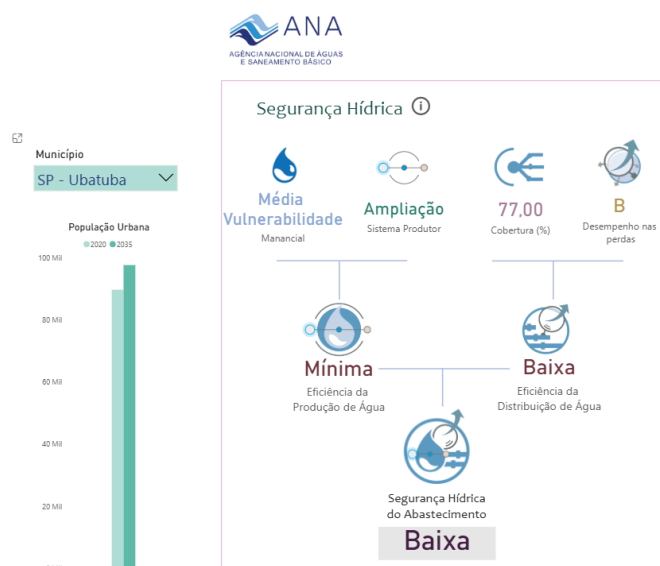 ANA
AGÊNCIA NACIONAL DE ÁGUAS
E SANEAMENTO BÁSICO
Segurança Hídrica
Município
SP - Ubatuba
População Urbana
2020 2035
100 Mil
80 Mil
60 Mil
40 Mil
20 Mil
Média
Vulnerabilidade
Manancial
Ampliação
Sistema Produtor
77,00
Cobertura (%)
B
Desempenho nas
perdas
Mínima
Eficiência da
Produção de Água
Baixa
Eficiência da
Distribuição de Água
Segurança Hídrica
do Abastecimento
Baixa